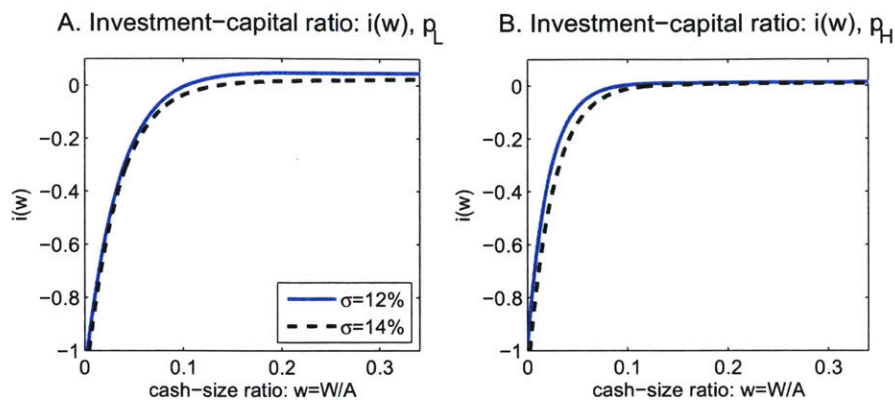 A. Investment-capital ratio: i(w), p_L
0
−0.2
−0.4
−0.6
−0.8
−1
i(w)
σ=12%
σ=14%
0 0.1 0.2 0.3
cash−size ratio: w=W/A
B. Investment-capital ratio: i(w), p_H
0
−0.2
−0.4
−0.6
−0.8
−1
i(w)
0 0.1 0.2 0.3
cash−size ratio: w=W/A